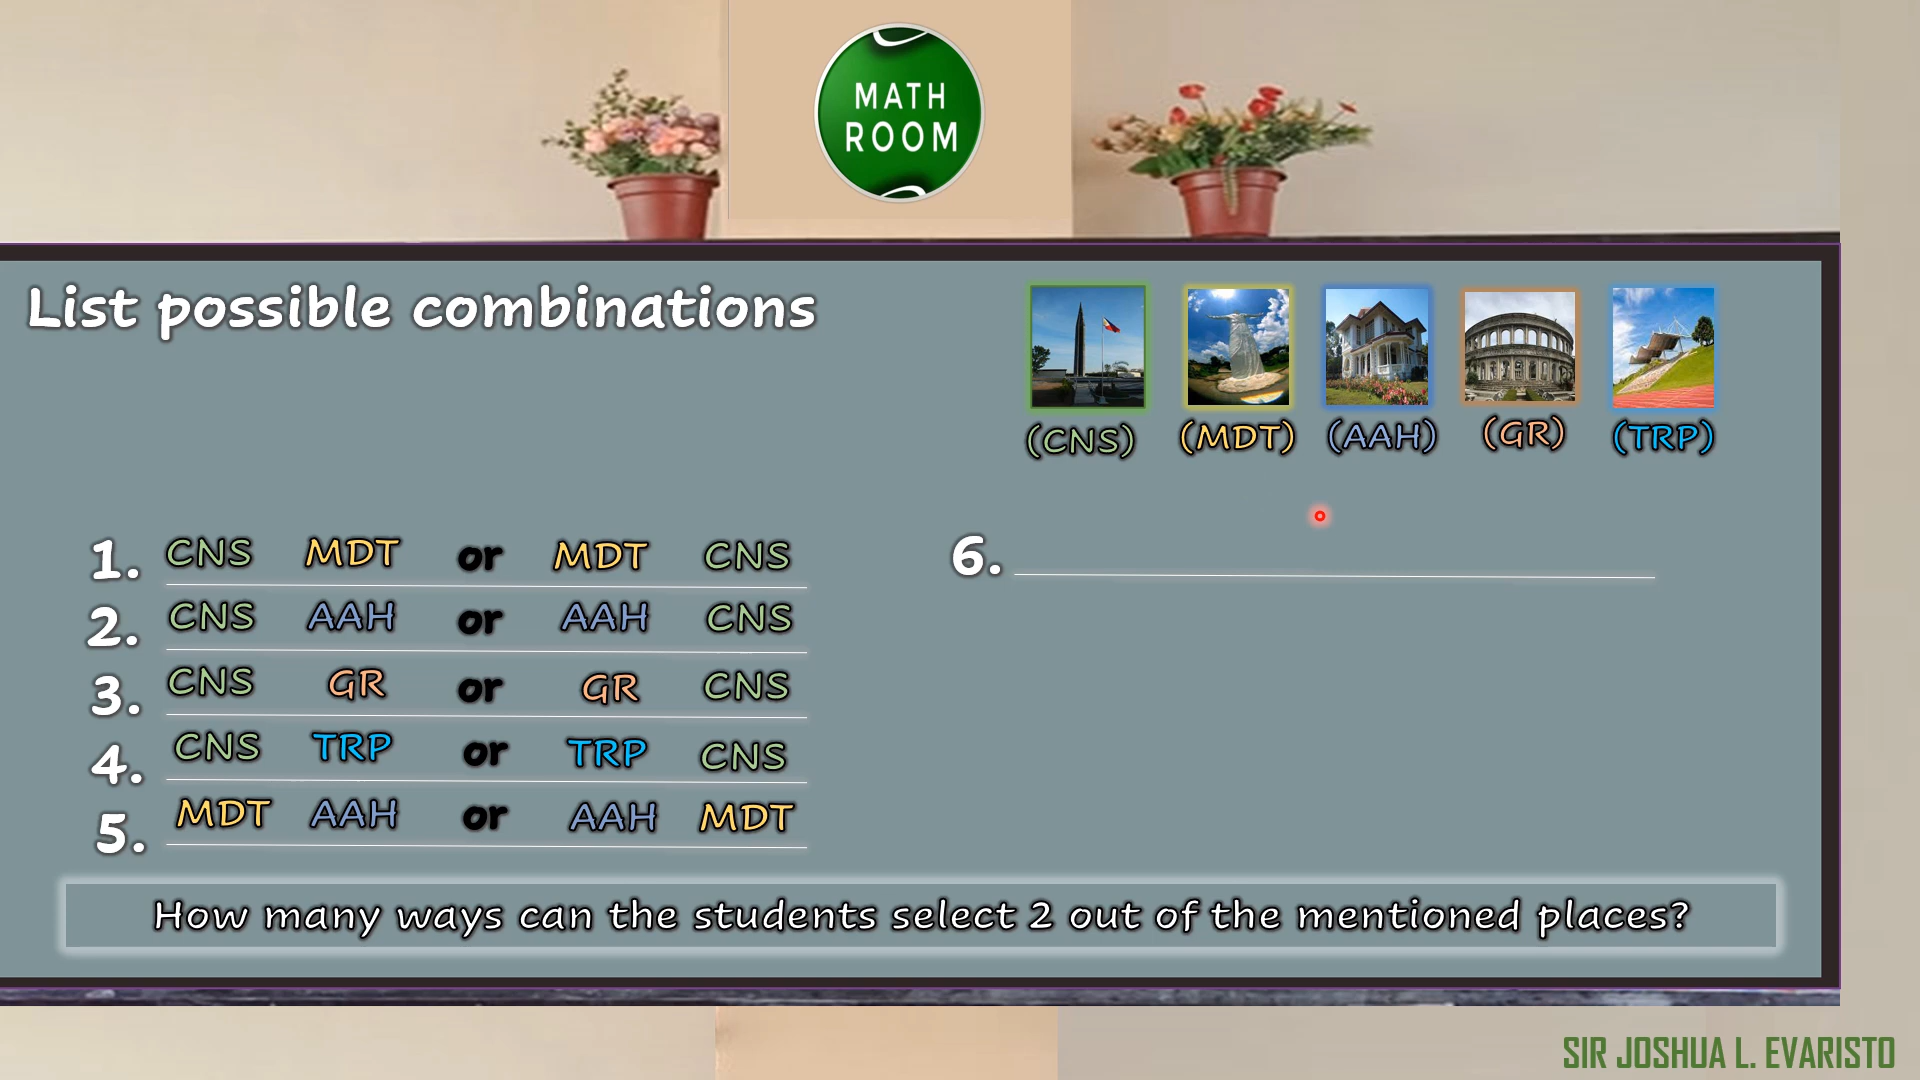 MATH
ROOM
List possible combinations
(CNS) (MDT) (AAH) (GR) (TRP)
1. CNS MDT or MDT CNS
2. CNS AAH or AAH CNS
3. CNS GR or GR CNS
4. CNS TRP or TRP CNS
5. MDT AAH or AAH MDT
6.
How many ways can the students select 2 out of the mentioned places?
SIR JOSHUA L. EVARISTO